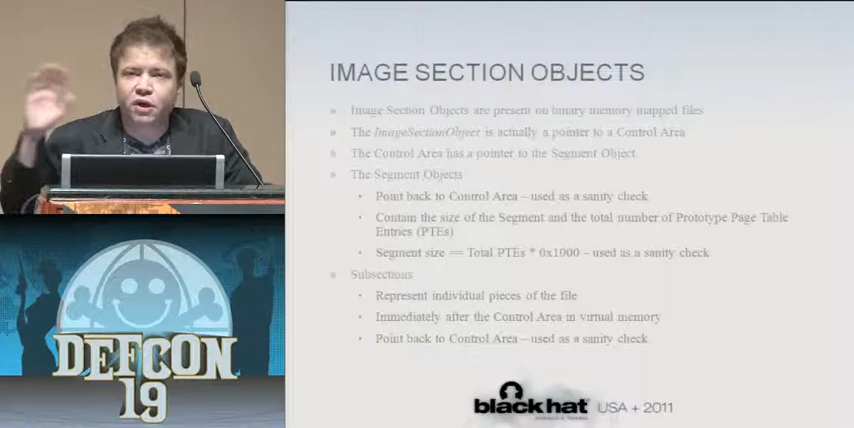 IMAGE SECTION OBJECTS
» Image Section Objects are present on binary memory mapped files
» The ImageSectionObject is actually a pointer to a Control Area
» The Control Area has a pointer to the Segment Object
» The Segment Objects
• Point back to Control Area – used as a sanity check
• Contain the size of the Segment and the total number of Prototype Page Table
Entries (PTEs)
• Segment size == Total PTEs * 0x1000 – used as a sanity check
» Subsections
• Represent individual pieces of the file
• Immediately after the Control Area in virtual memory
• Point back to Control Area – used as a sanity check
DEFCON
19
black hat USA + 2011